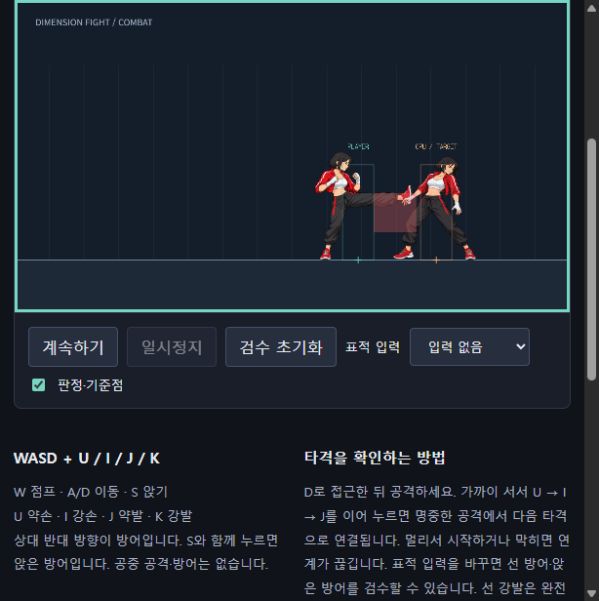 DIMENSION FIGHT / COMBAT
PLAYER
CPU / TARGET
계속하기
일시정지
검수 초기화
표적 입력
입력 없음
판정·기준점
WASD + U / I / J / K
W 점프 · A/D 이동 · S 앉기
U 약손 · I 강손 · J 약발 · K 강발
상대 반대 방향이 방어입니다. S와 함께 누르면
앉은 방어입니다. 공중 공격·방어는 없습니다.
타격을 확인하는 방법
D로 접근한 뒤 공격하세요. 가까이 서서 U → I
→ J를 이어 누르면 명중한 공격에서 다음 타격
으로 연결됩니다. 멀리서 시작하거나 막히면 연
계가 끊깁니다. 표적 입력을 바꾸면 선 방어·앉
은 방어를 검수할 수 있습니다. 선 강발은 완전